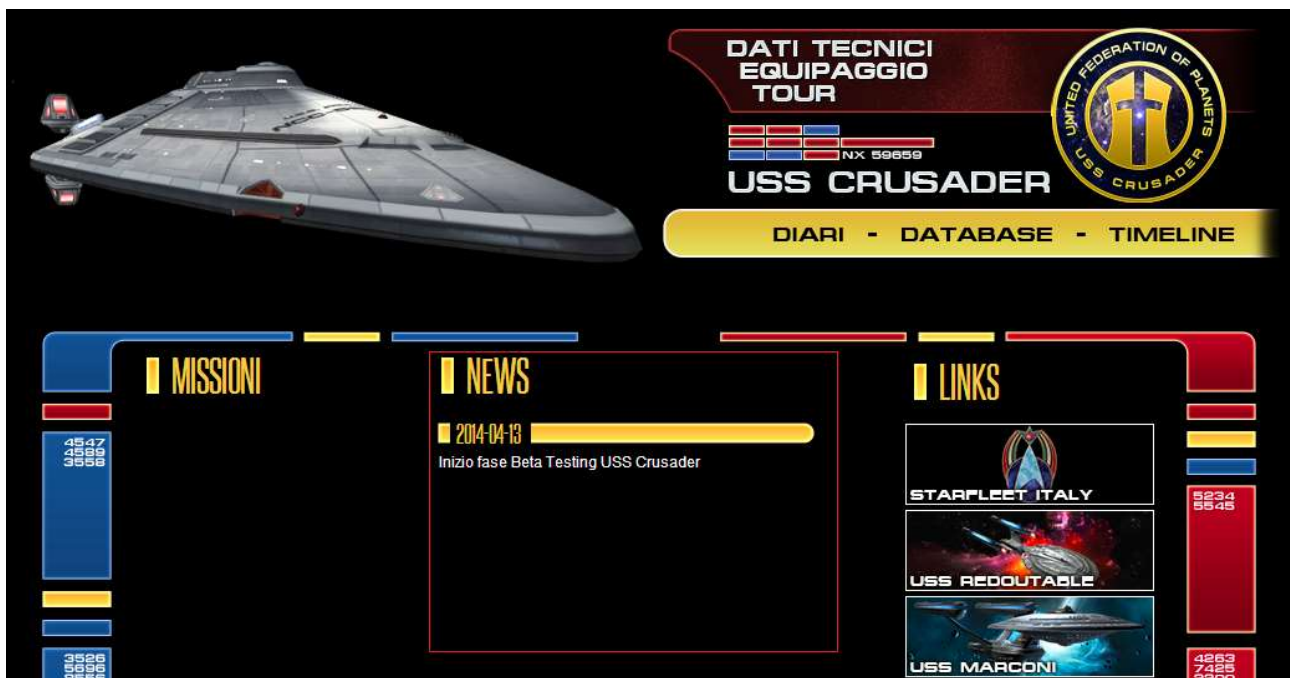 DATI TECNICI
EQUIPAGGIO
TOUR
UNITED FEDERATION OF PLANETS
USS CRUSADER
NX 59659
USS CRUSADER
DIARI - DATABASE - TIMELINE
MISSIONI
4547
4589
3558
3526
5696
NEWS
2014-04-13
Inizio fase Beta Testing USS Crusader
LINKS
STARFLEET ITALY
USS REDOUTABLE
USS MARCONI
5234
5545
4263
7425